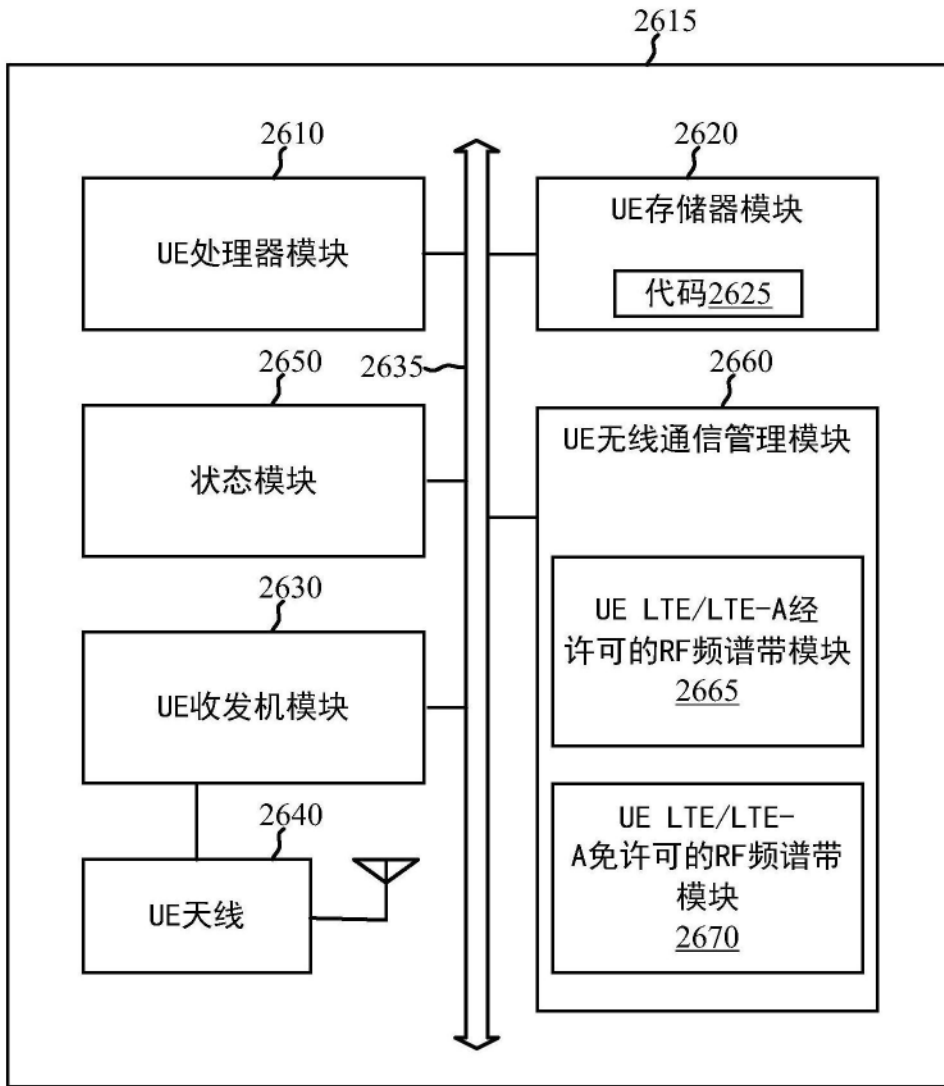 2615
2610
UE处理器模块
2620
UE存储器模块
代码2625
2650
状态模块
2635
2660
UE无线通信管理模块
2630
UE收发机模块
UE LTE/LTE-A经
许可的RF频谱带模块
2665
2640
UE天线
UE LTE/LTE-
A免许可的RF频谱带
模块
2670